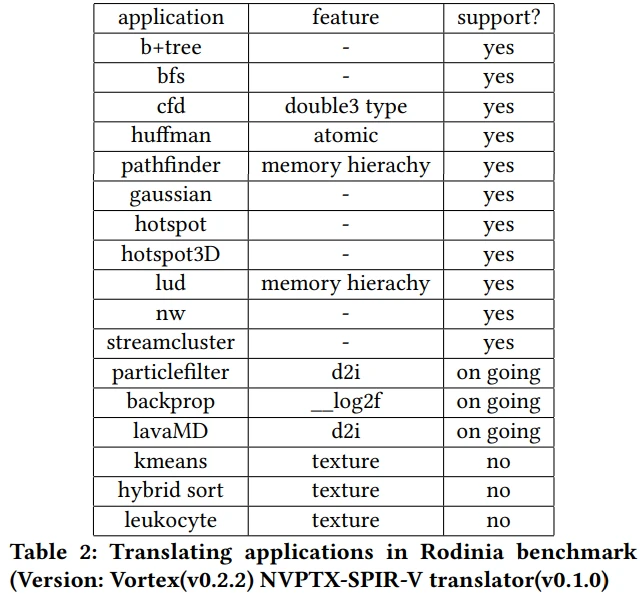 application feature support?
b+tree - yes
bfs - yes
cfd double3 type yes
huffman atomic yes
pathfinder memory hierachy yes
gaussian - yes
hotspot - yes
hotspot3D - yes
lud memory hierachy yes
nw - yes
streamcluster - yes
particlefilter d2i on going
backprop __log2f on going
lavaMD d2i on going
kmeans texture no
hybrid sort texture no
leukocyte texture no
Table 2: Translating applications in Rodinia benchmark
(Version: Vortex(v0.2.2) NVPTX-SPIR-V translator(v0.1.0)